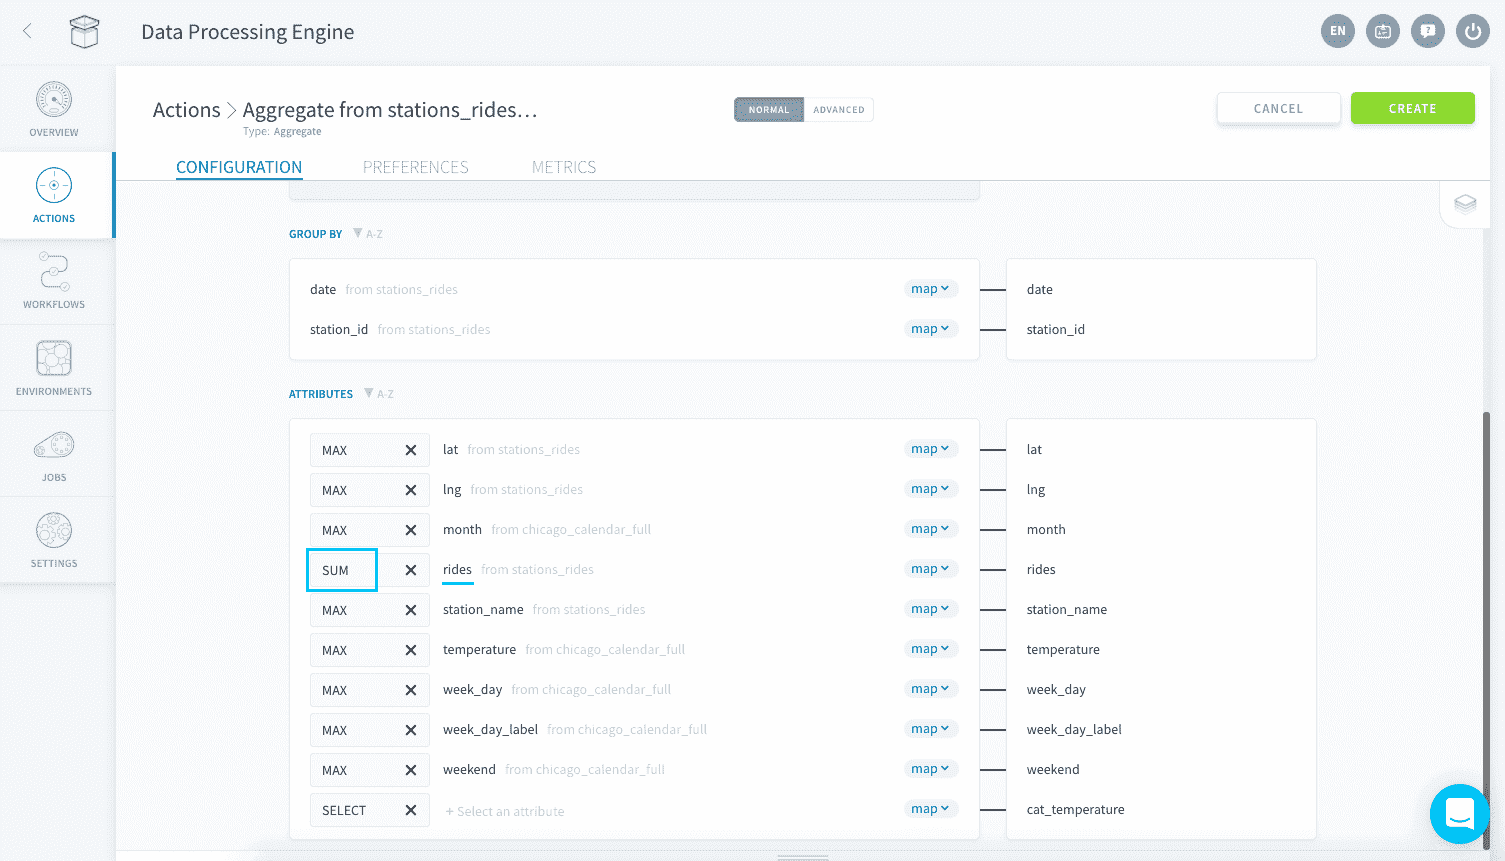 Data Processing Engine
EN
OVERVIEW
ACTIONS
WORKFLOWS
ENVIRONMENTS
JOBS
SETTINGS
Actions > Aggregate from stations_rides...
Type: Aggregate
NORMAL ADVANCED
CANCEL CREATE
CONFIGURATION PREFERENCES METRICS
GROUP BY A-Z
date from stations_rides map date
station_id from stations_rides map station_id
ATTRIBUTES A-Z
MAX lat from stations_rides map lat
MAX lng from stations_rides map lng
MAX month from chicago_calendar_full map month
SUM rides from stations_rides map rides
MAX station_name from stations_rides map station_name
MAX temperature from chicago_calendar_full map temperature
MAX week_day from chicago_calendar_full map week_day
MAX week_day_label from chicago_calendar_full map week_day_label
MAX weekend from chicago_calendar_full map weekend
SELECT + Select an attribute map cat_temperature